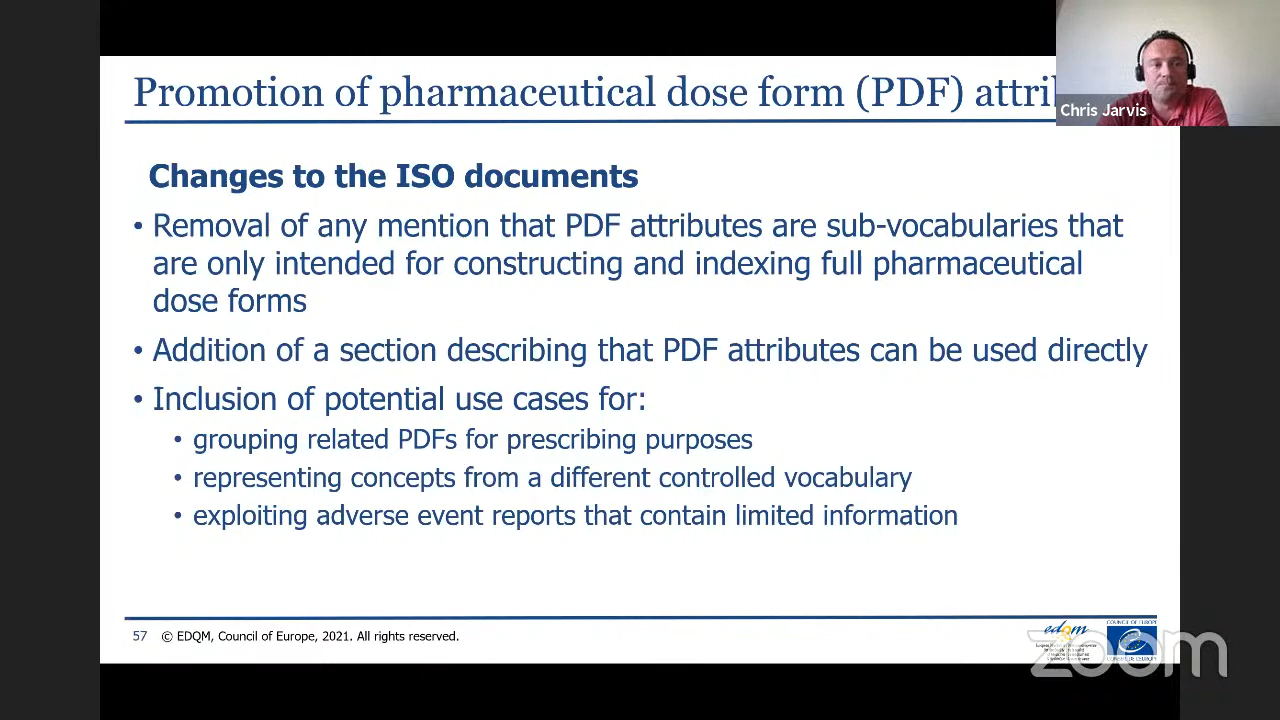 Promotion of pharmaceutical dose form (PDF) attri
Chris Jarvis
Changes to the ISO documents
• Removal of any mention that PDF attributes are sub-vocabularies that
are only intended for constructing and indexing full pharmaceutical
dose forms
• Addition of a section describing that PDF attributes can be used directly
• Inclusion of potential use cases for:
• grouping related PDFs for prescribing purposes
• representing concepts from a different controlled vocabulary
• exploiting adverse event reports that contain limited information
57 © EDQM, Council of Europe, 2021. All rights reserved.
edqm
COUNCIL OF EUROPE
CONSEIL DE L'EUROPE
zoom